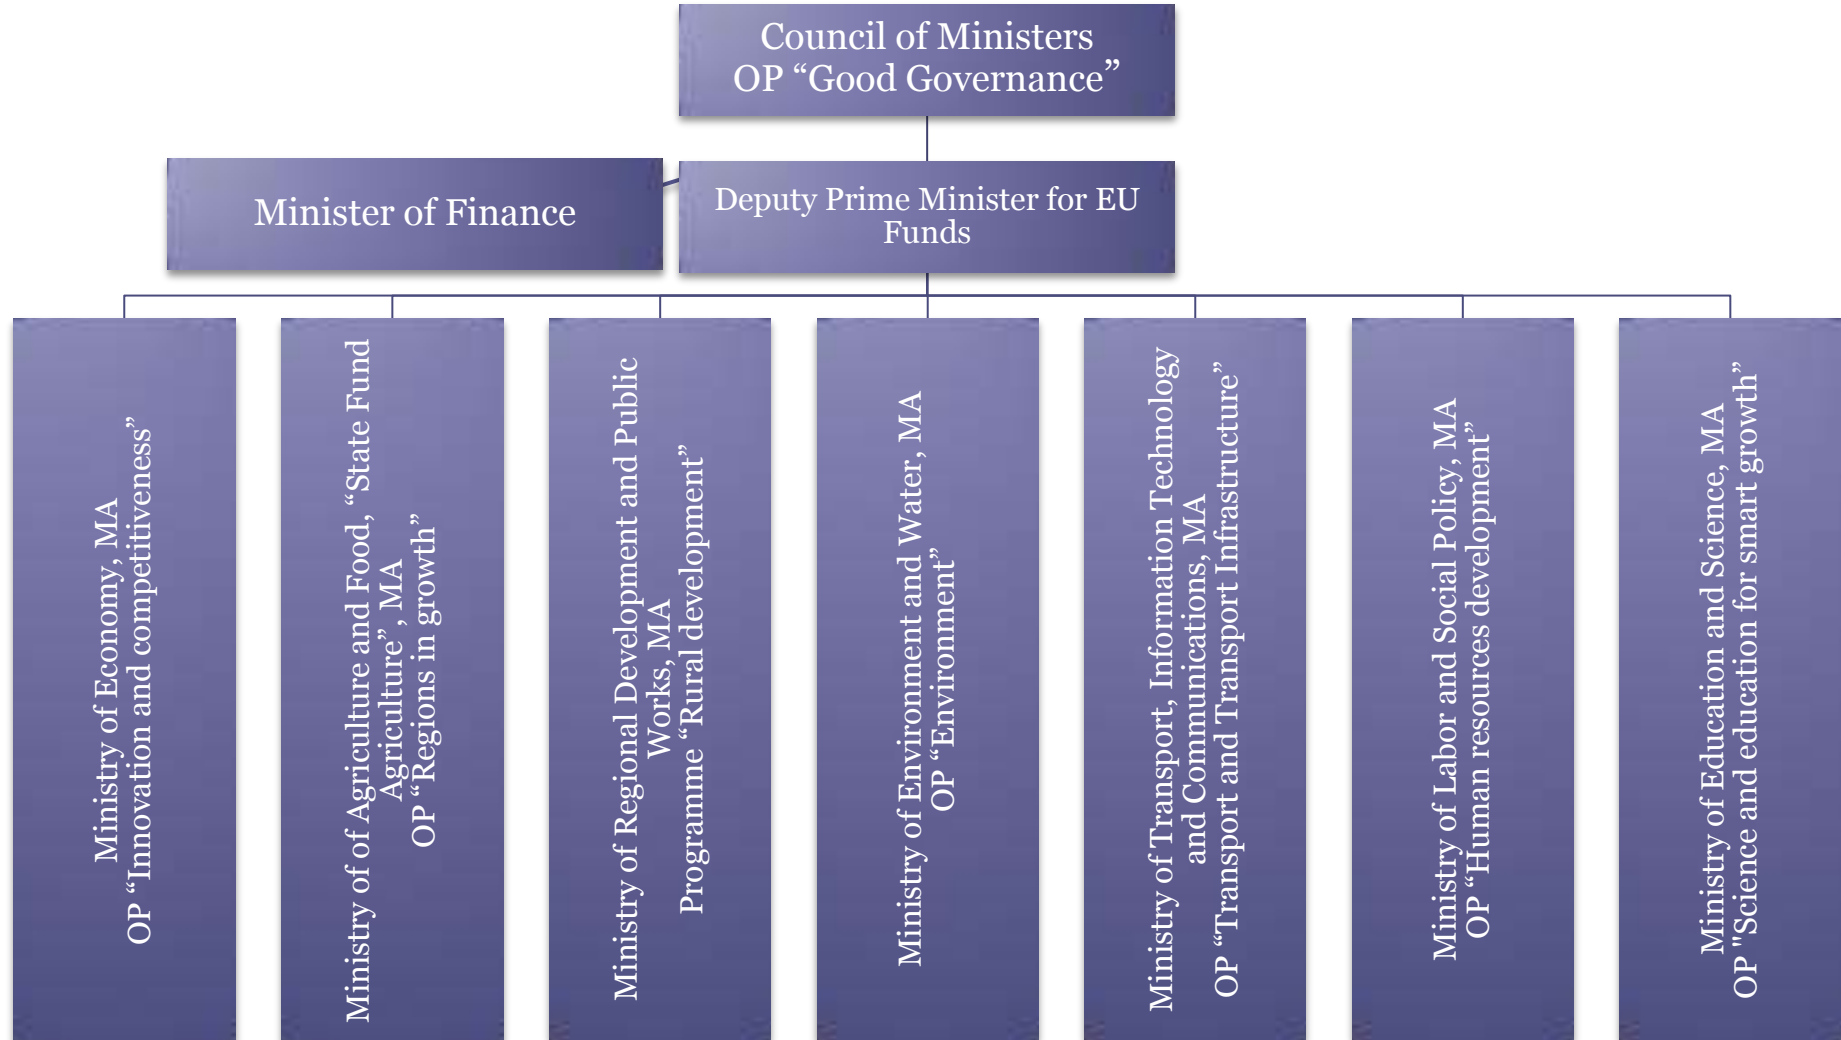 Council of Ministers
OP “Good Governance”
Minister of Finance
Deputy Prime Minister for EU
Funds
Ministry of Economy, MA
OP “Innovation and competitiveness”
Ministry of of Agriculture and Food, “State Fund
Agriculture”, MA
OP “Regions in growth”
Ministry of Regional Development and Public
Works, MA
Programme “Rural development”
Ministry of Environment and Water, MA
OP “Environment”
Ministry of Transport, Information Technology
and Communications, MA
OP “Transport and Transport Infrastructure”
Ministry of Labor and Social Policy, MA
OP “Human resources development”
Ministry of Education and Science, MA
OP "Science and education for smart growth”